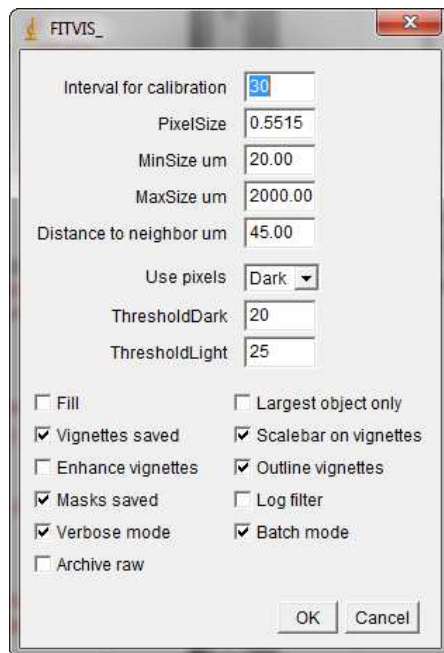 FITVIS_
Interval for calibration 30
PixelSize 0.5515
MinSize um 20.00
MaxSize um 2000.00
Distance to neighbor um 45.00
Use pixels Dark
ThresholdDark 20
ThresholdLight 25
Fill Largest object only
Vignettes saved Scalebar on vignettes
Enhance vignettes Outline vignettes
Masks saved Log filter
Verbose mode Batch mode
Archive raw
OK Cancel